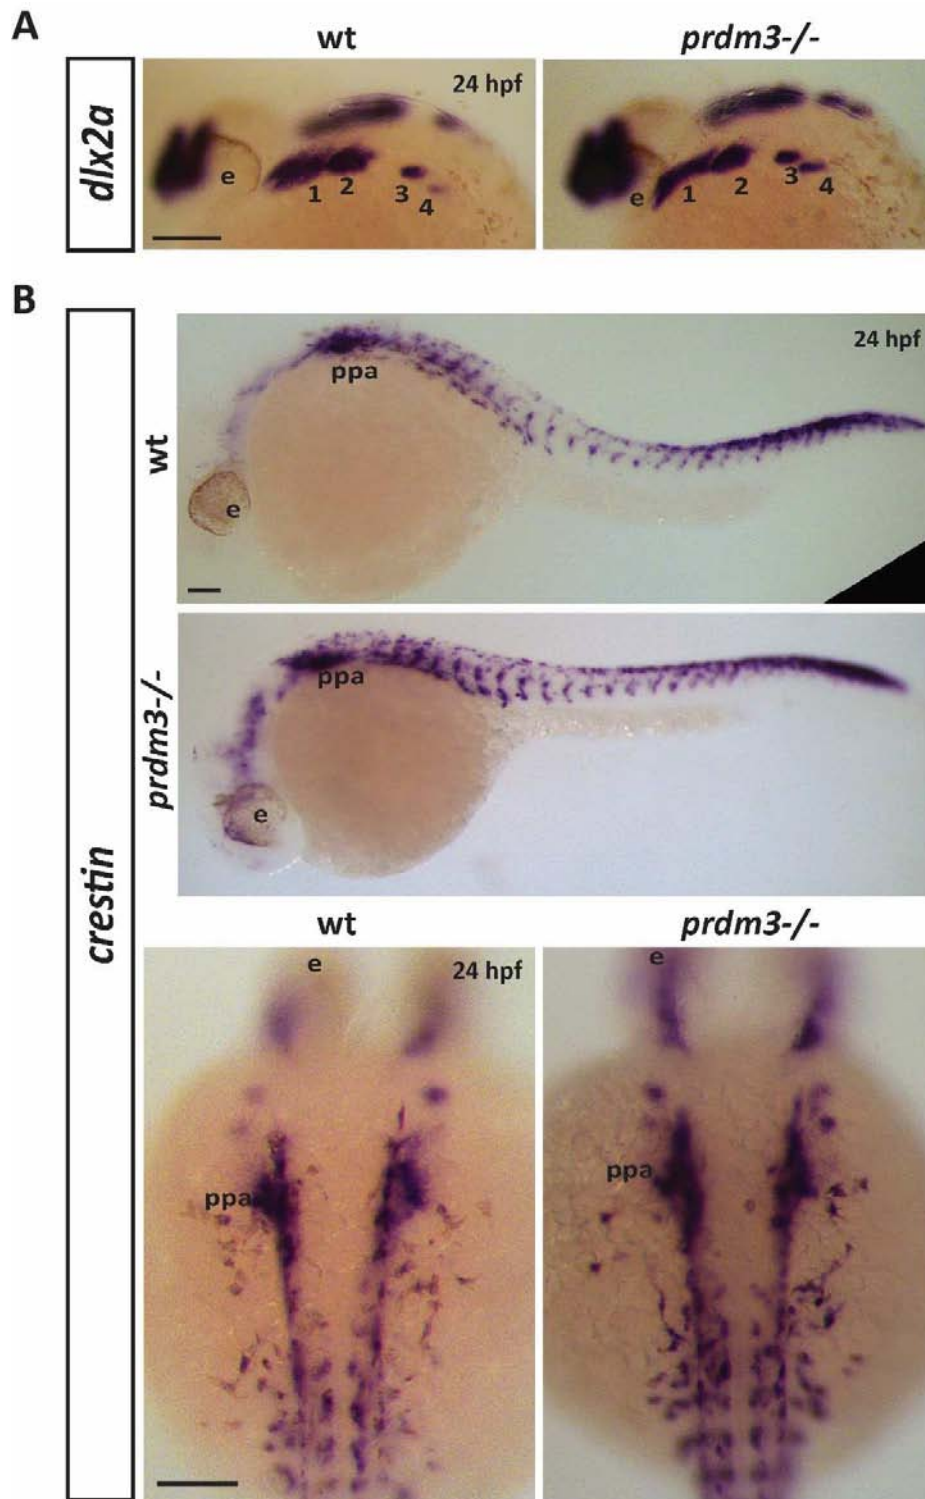 A
wt
prdm3-/-
dlx2a
24 hpf
e
1
2
3
4
e
1
2
3
4
B
crestin
wt
24 hpf
ppa
e
prdm3-/-
ppa
e
wt
prdm3-/-
e
24 hpf
ppa
e
ppa